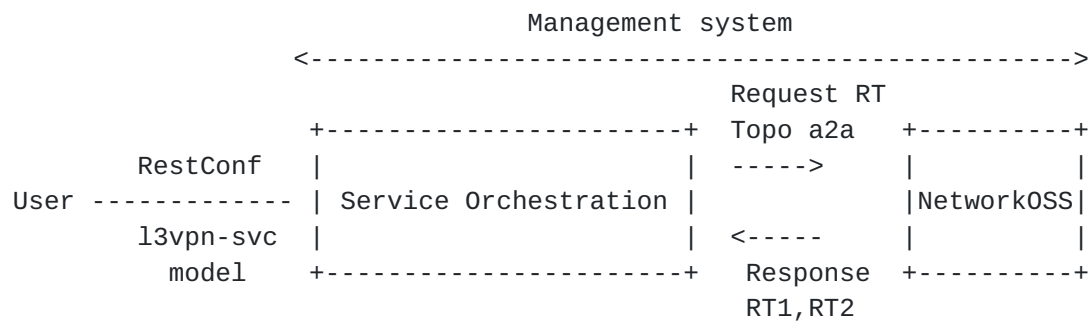 Management system
                  <------------------------------------------------->
                                              Request RT
                   +-----------------------+  Topo a2a   +----------+
        RestConf   |                       |  ----->     |          |
User ------------- | Service Orchestration |             |NetworkOSS|
        l3vpn-svc  |                       |  <-----     |          |
          model    +-----------------------+   Response  +----------+
                                               RT1,RT2